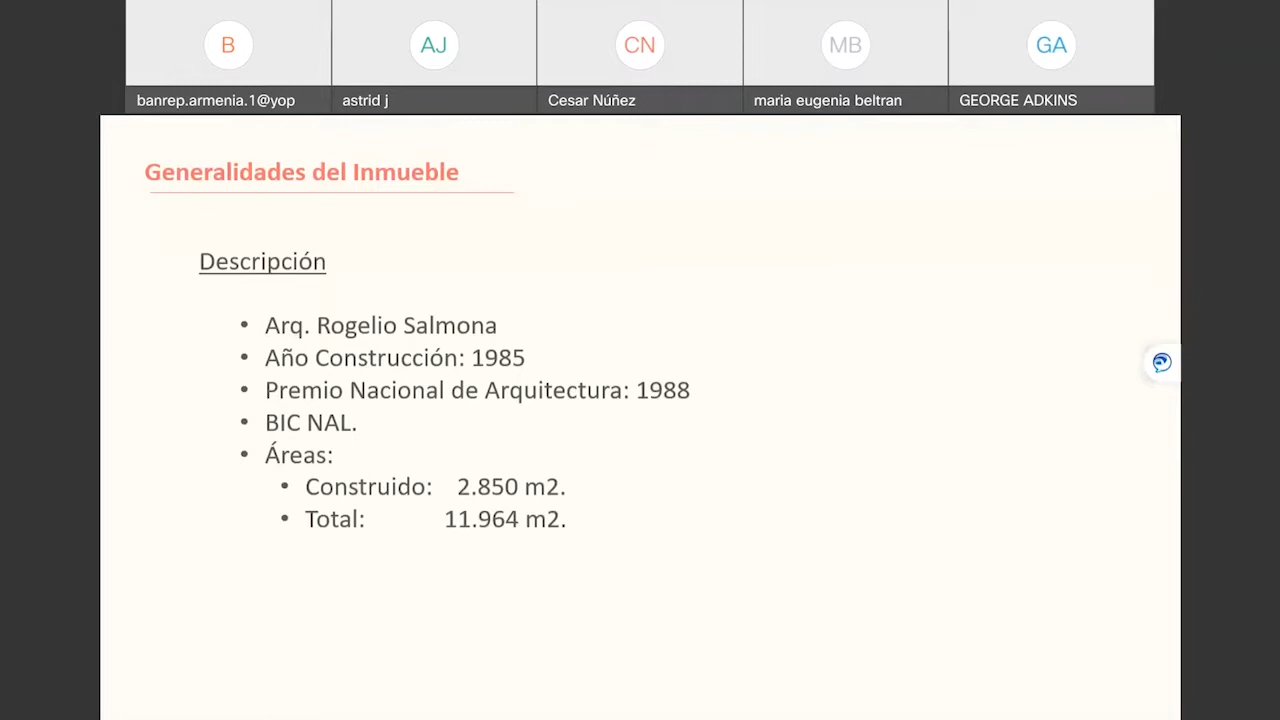 B
AJ
CN
MB
GA
banrep.armenia.1@yop
astrid j
Cesar Núñez
maria eugenia beltran
GEORGE ADKINS
Generalidades del Inmueble
Descripción
• Arq. Rogelio Salmona
• Año Construcción: 1985
• Premio Nacional de Arquitectura: 1988
• BIC NAL.
• Áreas:
• Construido: 2.850 m2.
• Total: 11.964 m2.